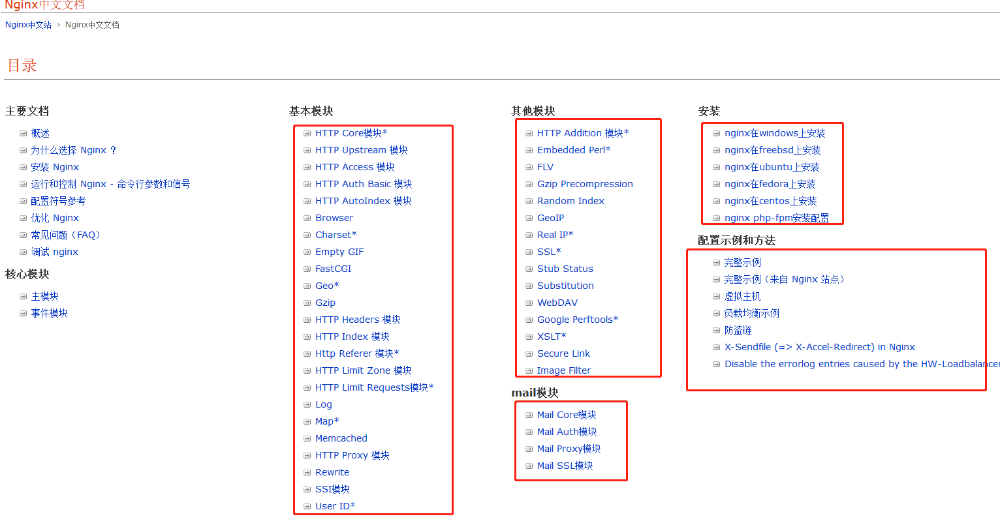 Nginx中文文档
Nginx中文站 › Nginx中文文档
目录
主要文档
概述
为什么选择 Nginx ？
安装 Nginx
运行和控制 Nginx - 命令行参数和信号
配置符号参考
优化 Nginx
常见问题（FAQ）
调试 nginx
核心模块
主模块
事件模块
基本模块
HTTP Core模块*
HTTP Upstream 模块
HTTP Access 模块
HTTP Auth Basic 模块
HTTP AutoIndex 模块
Browser
Charset*
Empty GIF
FastCGI
Geo*
Gzip
HTTP Headers 模块
HTTP Index 模块
Http Referer 模块*
HTTP Limit Zone 模块
HTTP Limit Requests模块*
Log
Map*
Memcached
HTTP Proxy 模块
Rewrite
SSI模块
User ID*
其他模块
HTTP Addition 模块*
Embedded Perl*
FLV
Gzip Precompression
Random Index
GeoIP
Real IP*
SSL*
Stub Status
Substitution
WebDAV
Google Perftools*
XSLT*
Secure Link
Image Filter
mail模块
Mail Core模块
Mail Auth模块
Mail Proxy模块
Mail SSL模块
安装
nginx在windows上安装
nginx在freebsd上安装
nginx在ubuntu上安装
nginx在fedora上安装
nginx在centos上安装
nginx php-fpm安装配置
配置示例和方法
完整示例
完整示例（来自 Nginx 站点）
虚拟主机
负载均衡示例
防盗链
X-Sendfile (=> X-Accel-Redirect) in Nginx
Disable the errorlog entries caused by the HW-Loadbalancer